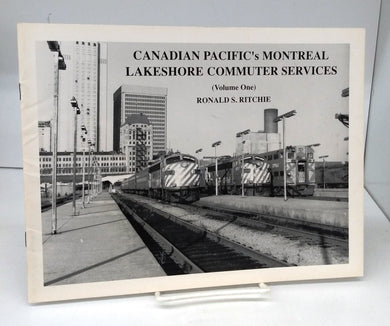 CANADIAN PACIFIC's MONTREAL
LAKESHORE COMMUTER SERVICES
(Volume One)
RONALD S. RITCHIE